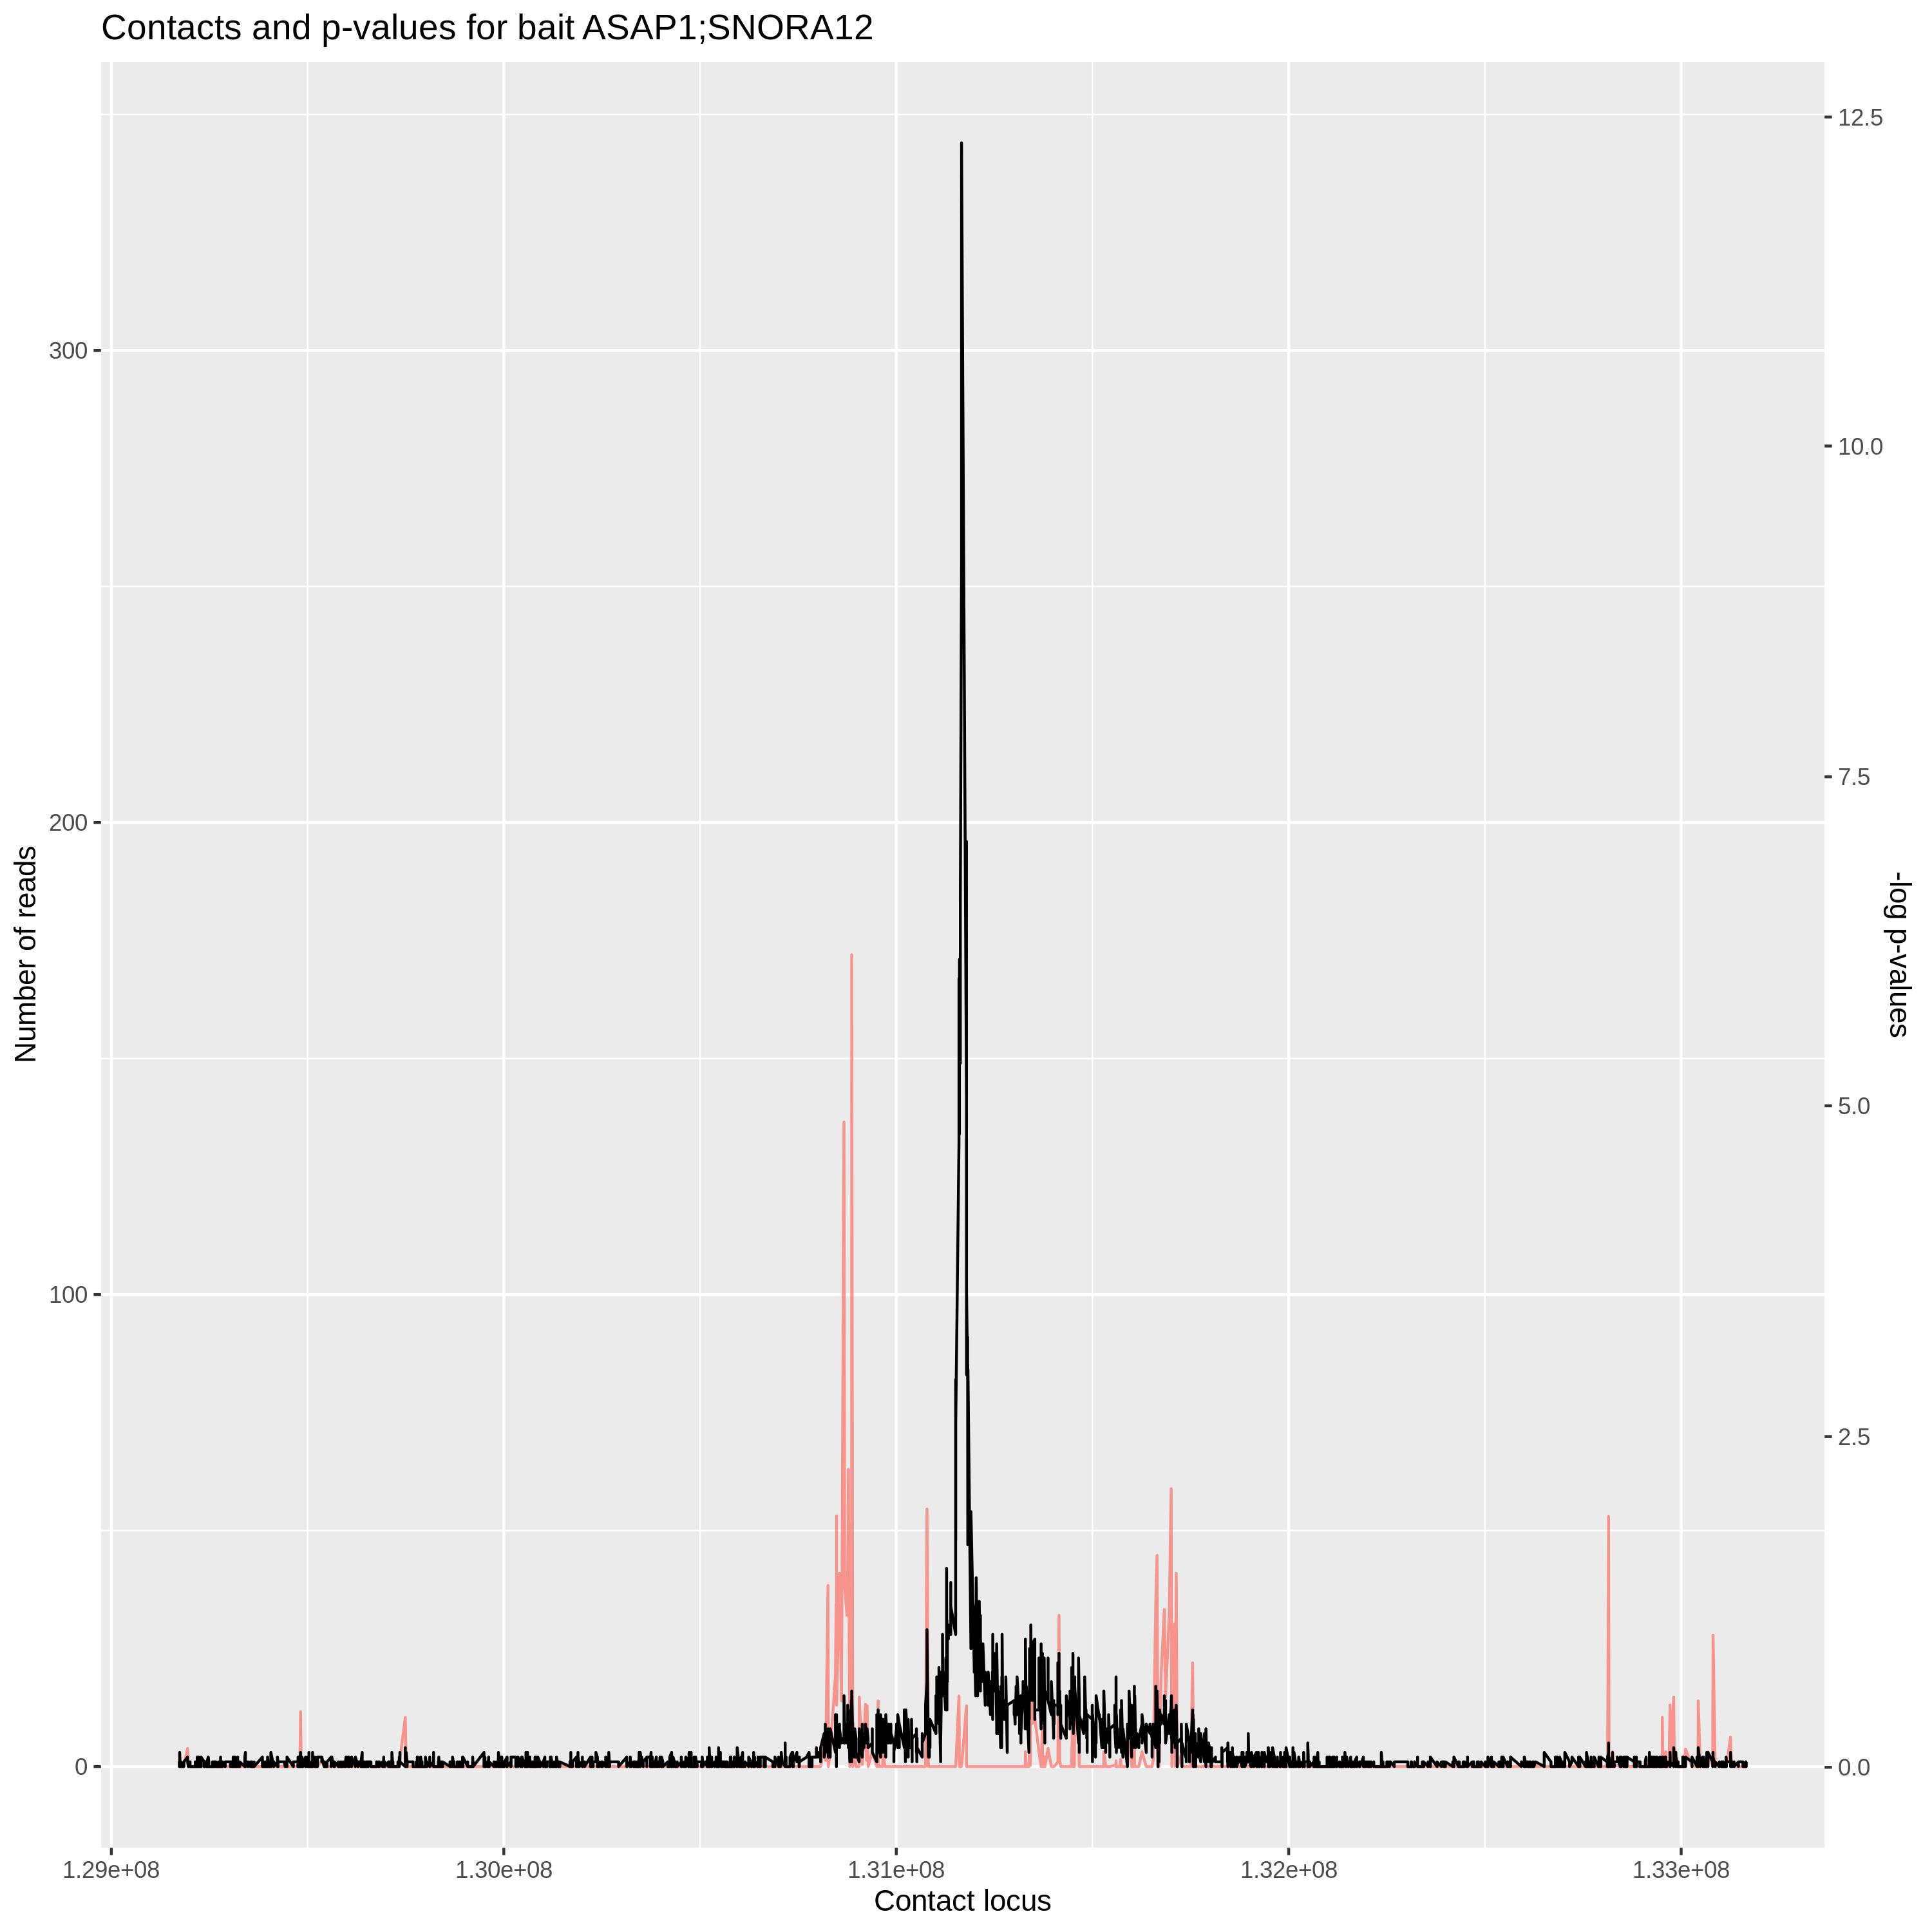 Contacts and p-values for bait ASAP1;SNORA12
300
200
100
0
Number of reads
12.5
10.0
7.5
5.0
2.5
0.0
-log p-values
1.29e+08
1.30e+08
1.31e+08
1.32e+08
1.33e+08
Contact locus